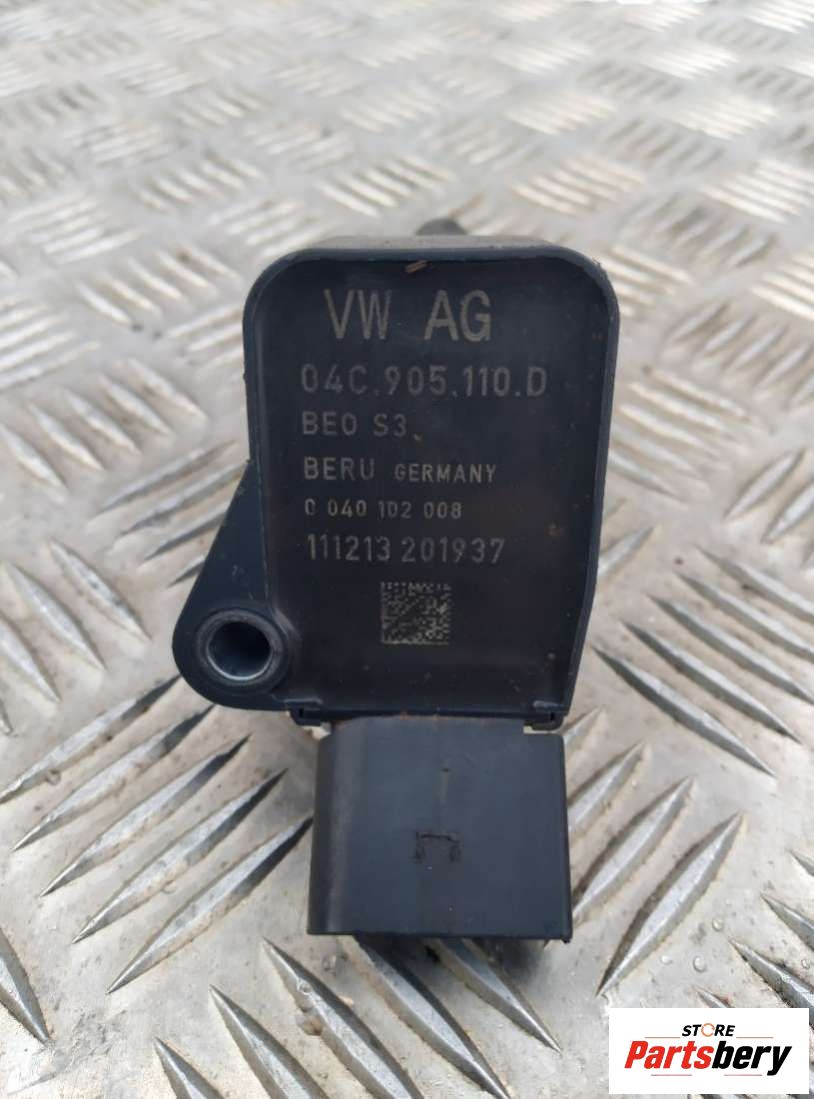 VW AG
04C.905.110.D
BEO S3
BERU GERMANY
0 040 102 008
111213 201937
STORE
Partsbery